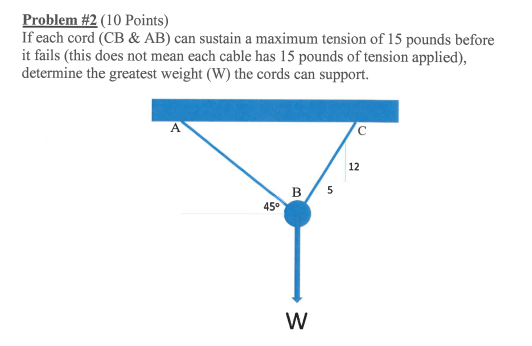 Problem #2 (10 Points)
If each cord (CB & AB) can sustain a maximum tension of 15 pounds before
it fails (this does not mean each cable has 15 pounds of tension applied),
determine the greatest weight (W) the cords can support.
A
C
12
B
5
45º
W